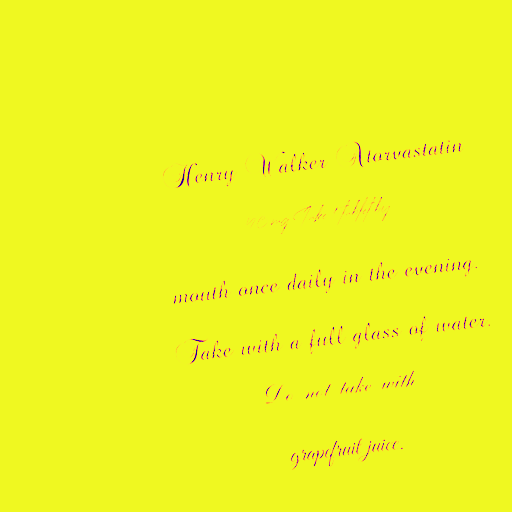 Henry Walker Atorvastatin
Take
mouth once daily in the evening.
Take with a full glass of water.
Do not take with
grapefruit juice.